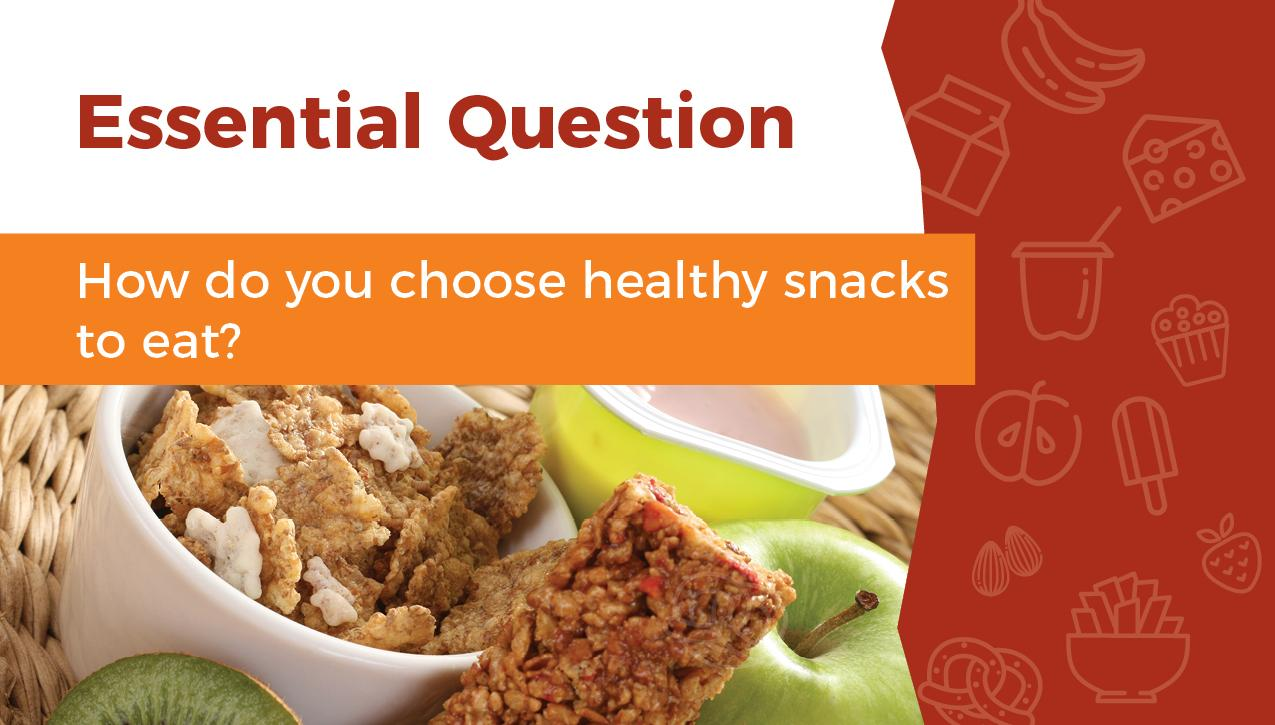 Essential Question
How do you choose healthy snacks
to eat?